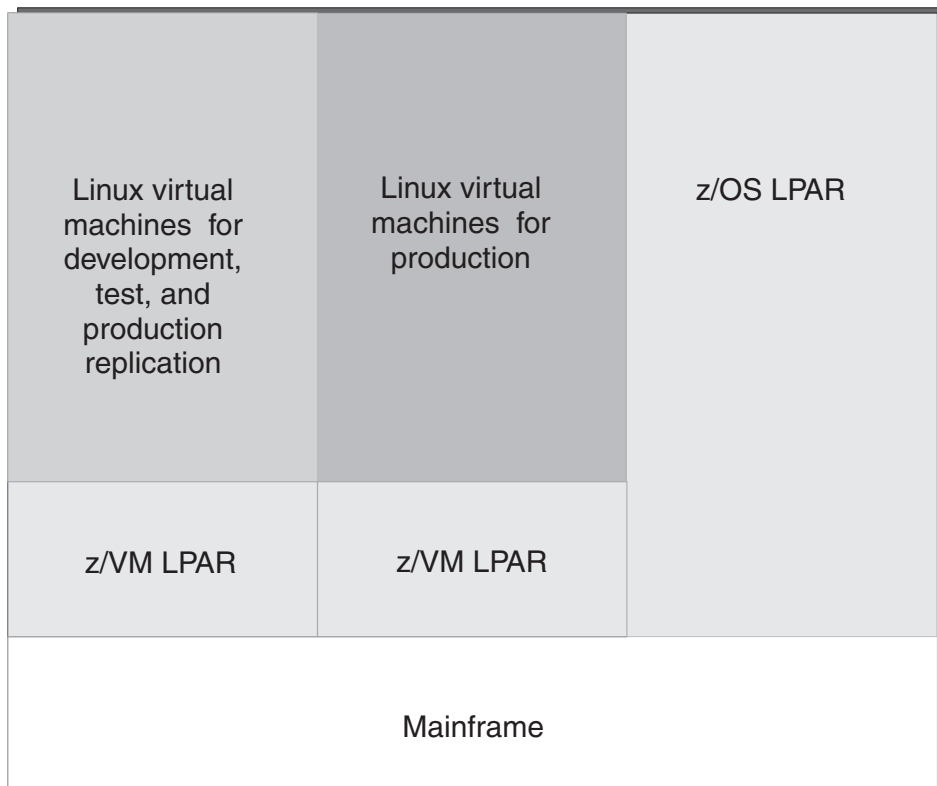 Linux virtual
machines for
development,
test, and
production
replication
Linux virtual
machines for
production
z/OS LPAR
z/VM LPAR
z/VM LPAR
Mainframe